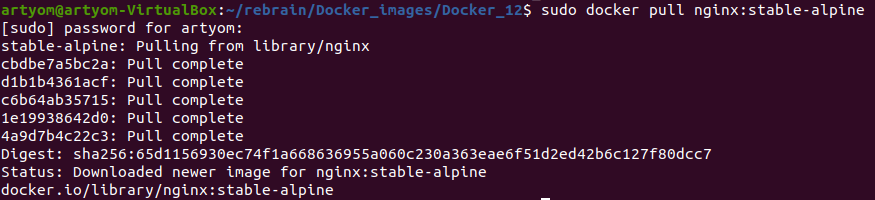 artyom@artyom-VirtualBox:~/rebrain/Docker_images/Docker_12$ sudo docker pull nginx:stable-alpine
[sudo] password for artyom:
stable-alpine: Pulling from library/nginx
cbdbe7a5bc2a: Pull complete
d1b1b4361acf: Pull complete
c6b64ab35715: Pull complete
1e19938642d0: Pull complete
4a9d7b4c22c3: Pull complete
Digest: sha256:65d1156930ec74f1a668636955a060c230a363eae6f51d2ed42b6c127f80dcc7
Status: Downloaded newer image for nginx:stable-alpine
docker.io/library/nginx:stable-alpine